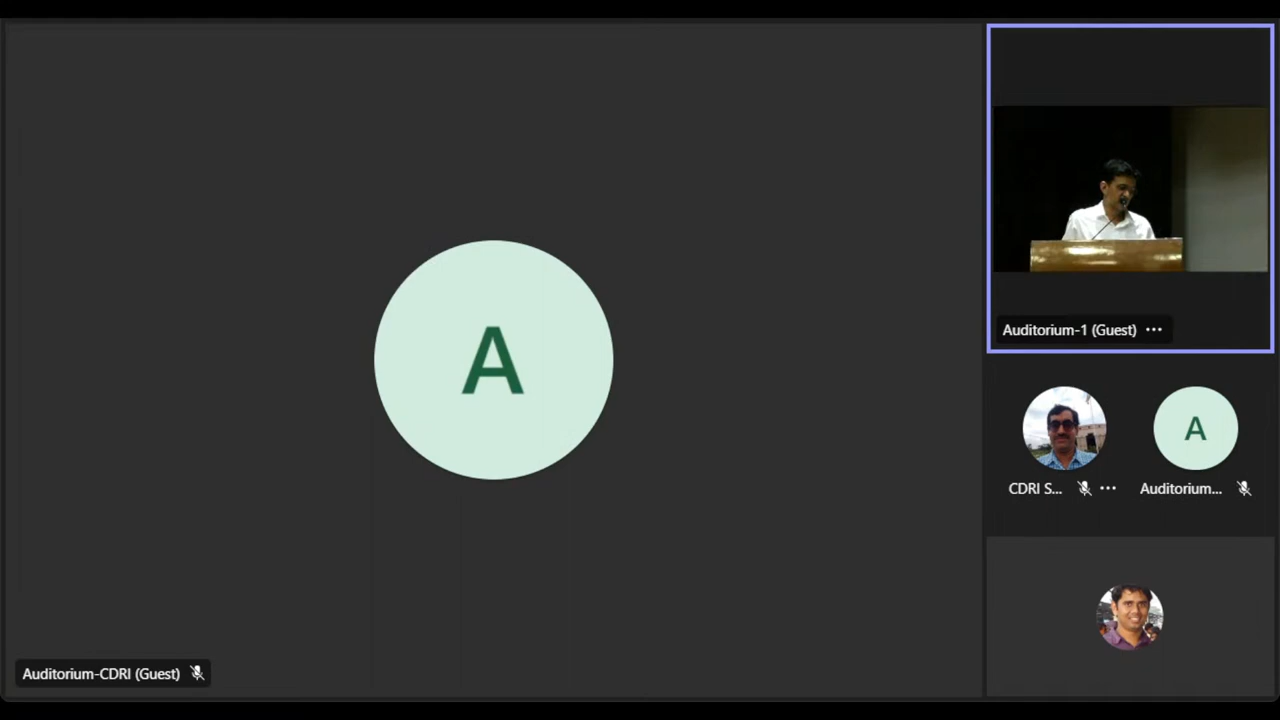 A
Auditorium-CDRI (Guest)
Auditorium-1 (Guest) ...
CDRI S... ...
A
Auditorium...